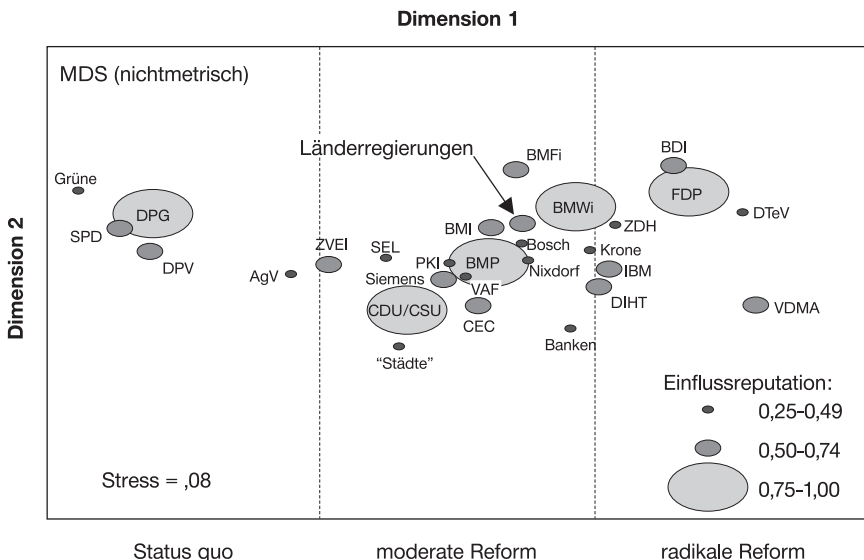 Dimension 1
MDS (nichtmetrisch)
Länderregierungen
BMFi
BDI
Grüne
DPG
BMWi
FDP
DTeV
SPD
BMI
ZDH
DPV
ZVEI
SEL
Bosch
Krone
AgV
PKI
BMP
Nixdorf
IBM
Siemens
VAF
DIHT
VDMA
CDU/CSU
CEC
Banken
"Städte"
Dimension 2
Einflussreputation:
0,25–0,49
0,50–0,74
0,75–1,00
Stress = ,08
Status quo
moderate Reform
radikale Reform